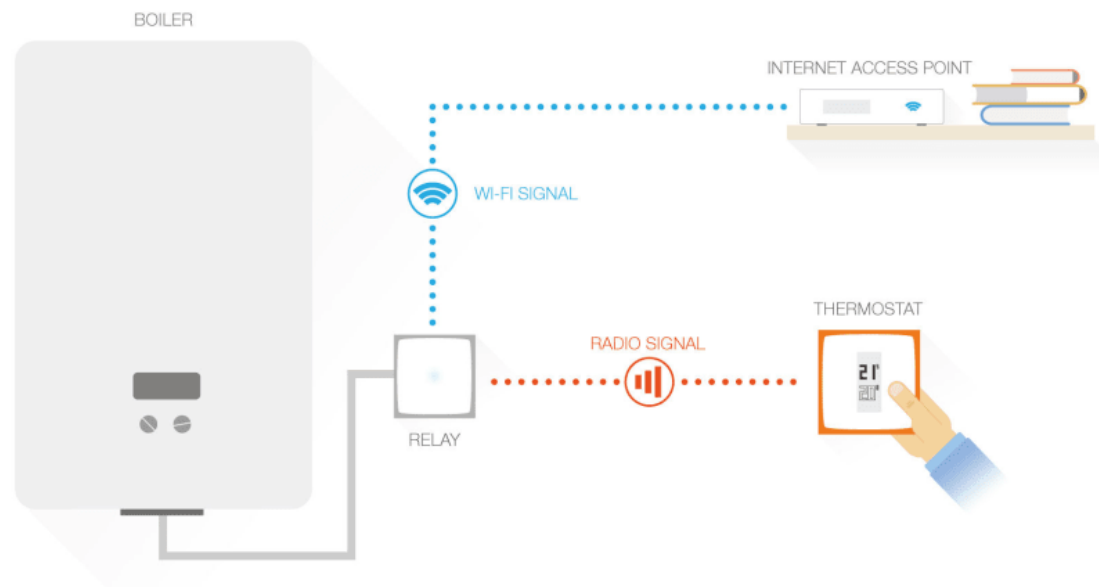 BOILER
INTERNET ACCESS POINT
WI-FI SIGNAL
THERMOSTAT
RADIO SIGNAL
21°
RELAY